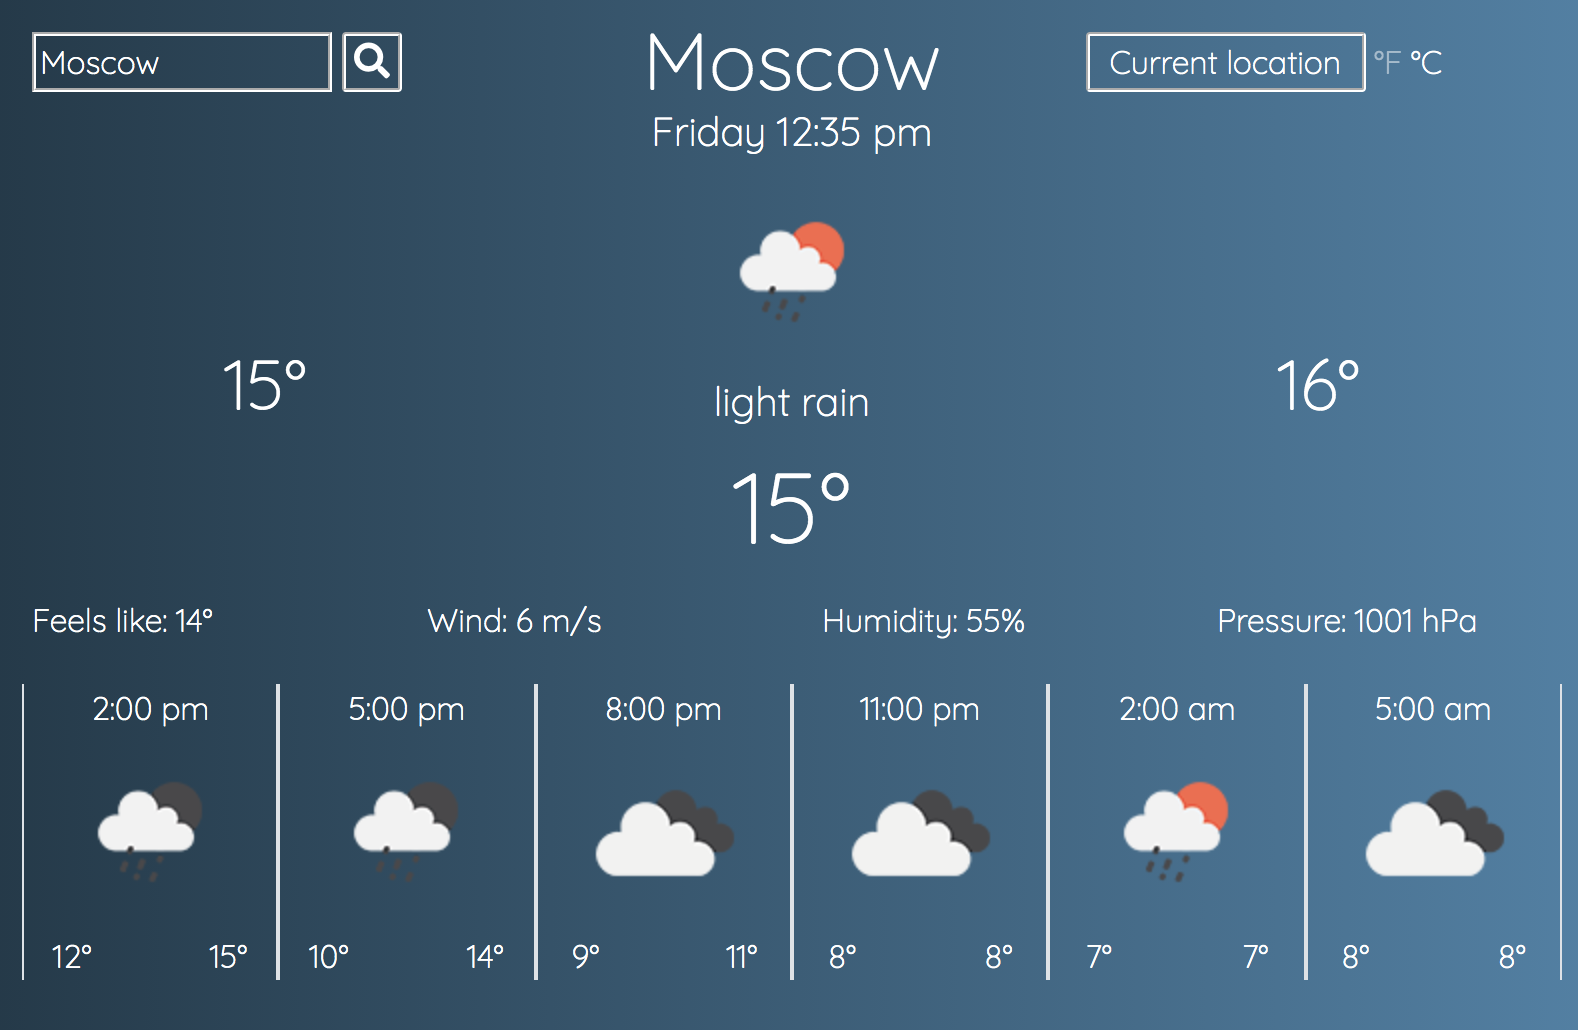 Moscow
Moscow
Current location °F °C
Friday 12:35 pm
15°
light rain
16°
15°
Feels like: 14° Wind: 6 m/s Humidity: 55% Pressure: 1001 hPa
2:00 pm 5:00 pm 8:00 pm 11:00 pm 2:00 am 5:00 am
12° 15° 10° 14° 9° 11° 8° 8° 7° 7° 8° 8°